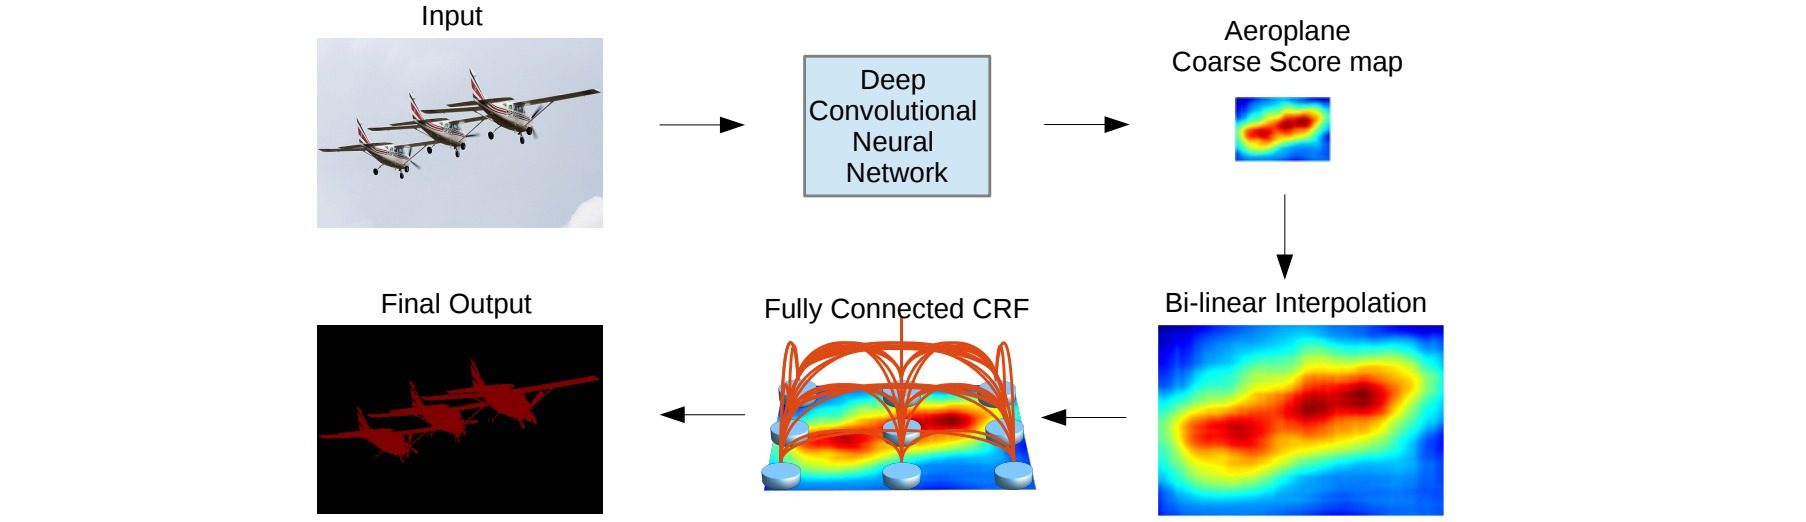 Input
Deep
Convolutional
Neural
Network
Aeroplane
Coarse Score map
Final Output
Fully Connected CRF
Bi-linear Interpolation